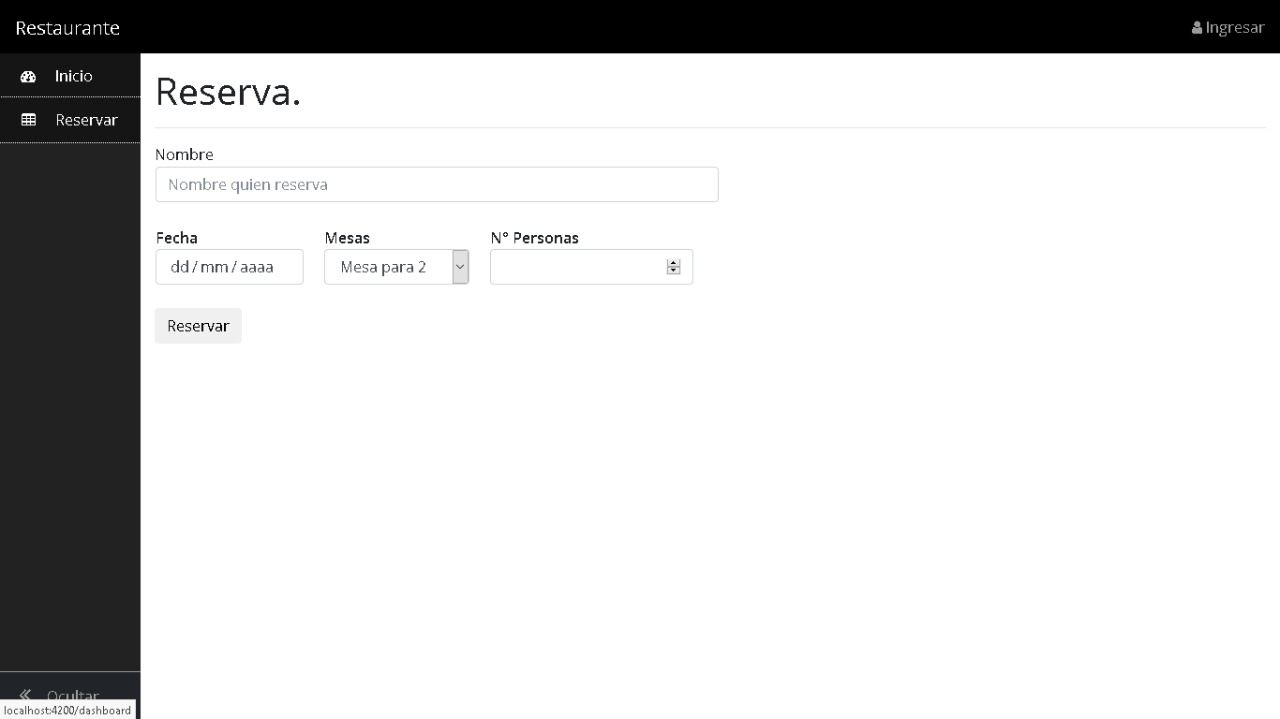 Restaurante
Ingresar
Inicio
Reservar
Reserva.
Nombre
Nombre quien reserva
Fecha Mesas N° Personas
dd / mm / aaaa Mesa para 2
Reservar
Ocultar
localhost:4200/dashboard